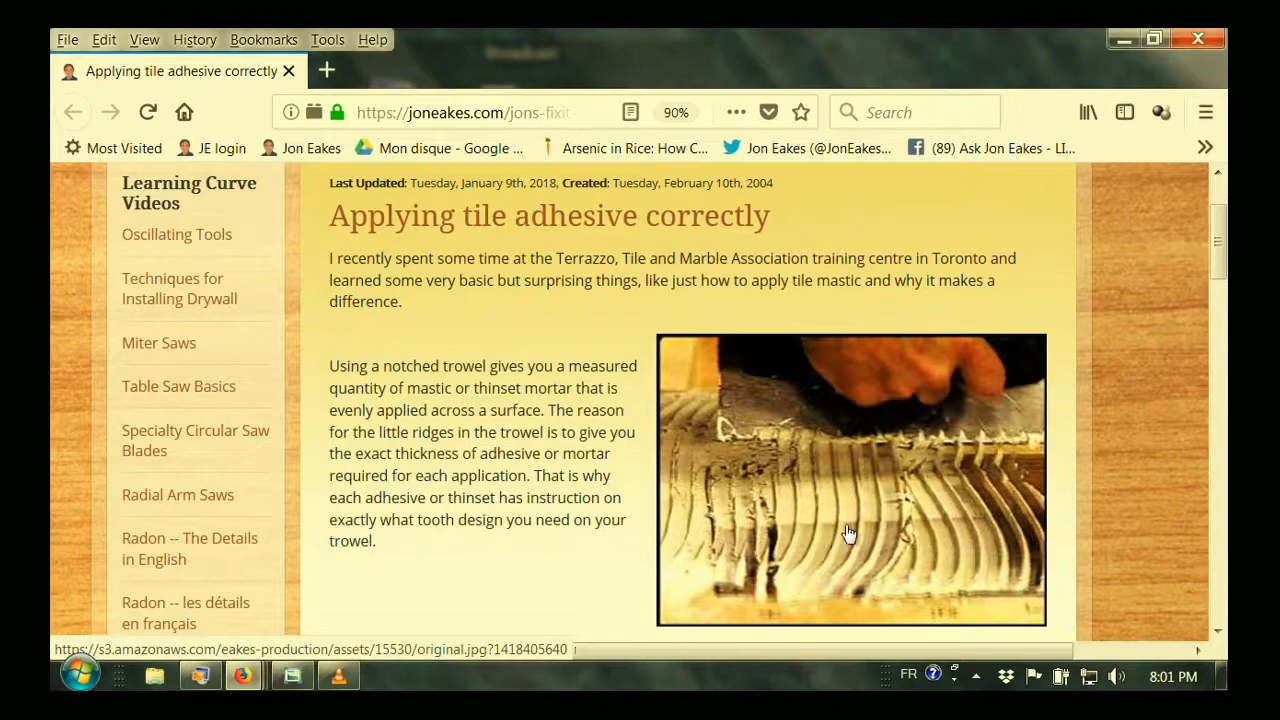 File Edit View History Bookmarks Tools Help
Applying tile adhesive correctly
https://joneakes.com/jons-fixit- 90% Search
Most Visited JE login Jon Eakes Mon disque - Google ... Arsenic in Rice: How C... Jon Eakes (@JonEakes... (89) Ask Jon Eakes - LI...
Learning Curve
Videos
Oscillating Tools
Techniques for
Installing Drywall
Miter Saws
Table Saw Basics
Specialty Circular Saw
Blades
Radial Arm Saws
Radon -- The Details
in English
Radon -- les détails
en français
Last Updated: Tuesday, January 9th, 2018, Created: Tuesday, February 10th, 2004
Applying tile adhesive correctly
I recently spent some time at the Terrazzo, Tile and Marble Association training centre in Toronto and
learned some very basic but surprising things, like just how to apply tile mastic and why it makes a
difference.
Using a notched trowel gives you a measured
quantity of mastic or thinset mortar that is
evenly applied across a surface. The reason
for the little ridges in the trowel is to give you
the exact thickness of adhesive or mortar
required for each application. That is why
each adhesive or thinset has instruction on
exactly what tooth design you need on your
trowel.
https://s3.amazonaws.com/eakes-production/assets/15530/original.jpg?1418405640
FR 8:01 PM